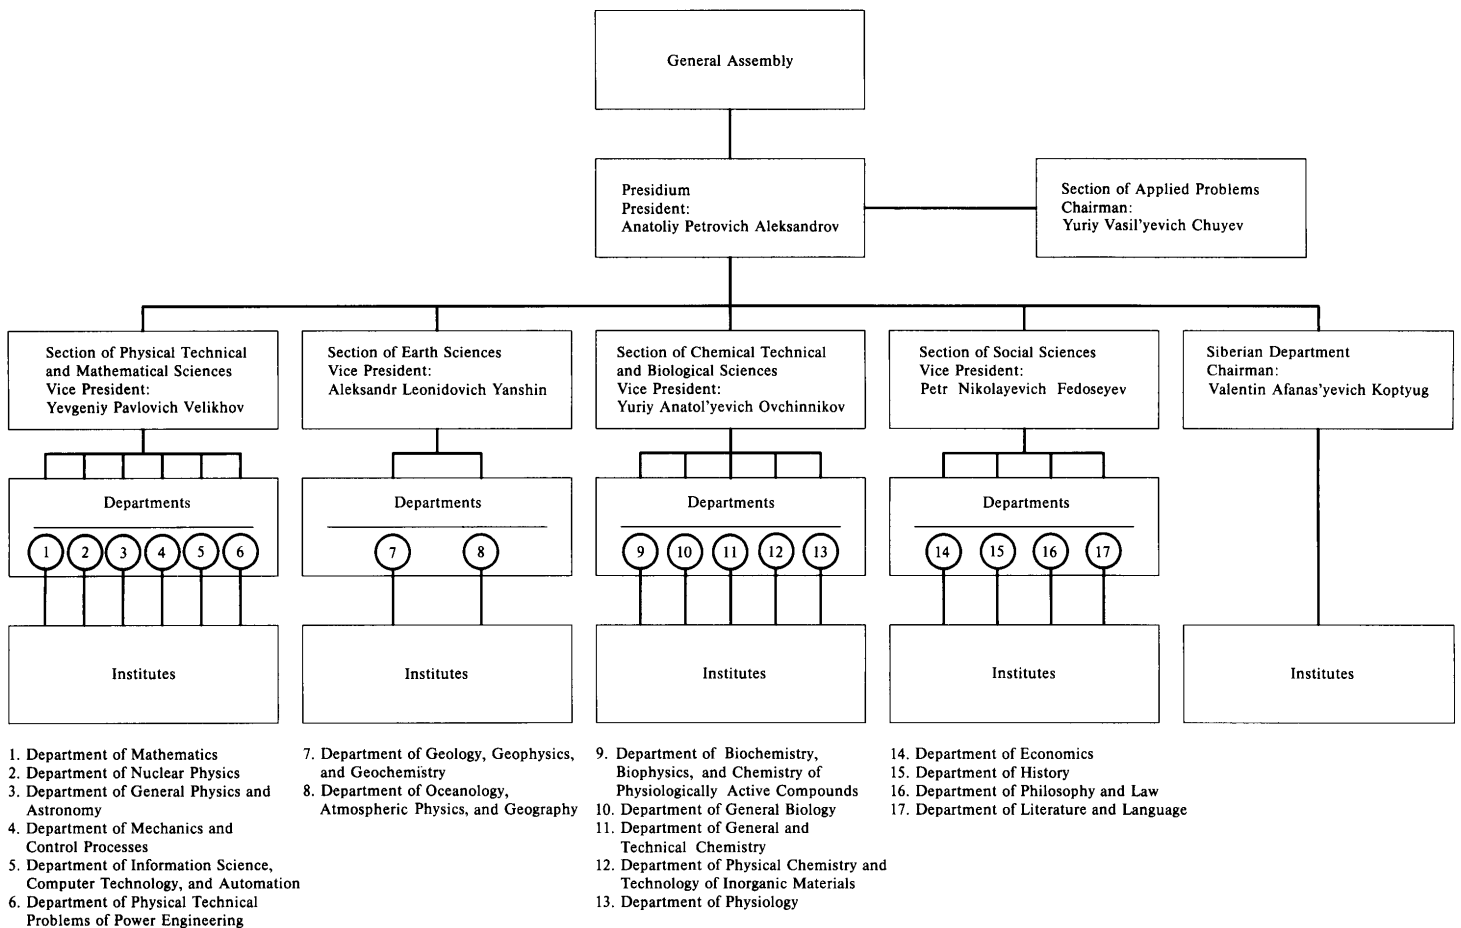 General Assembly
Presidium
President:
Anatoliy Petrovich Aleksandrov
Section of Applied Problems
Chairman:
Yuriy Vasil'yevich Chuyev
Section of Physical Technical
and Mathematical Sciences
Vice President:
Yevgeniy Pavlovich Velikhov
Section of Earth Sciences
Vice President:
Aleksandr Leonidovich Yanshin
Section of Chemical Technical
and Biological Sciences
Vice President:
Yuriy Anatol'yevich Ovchinnikov
Section of Social Sciences
Vice President:
Petr Nikolayevich Fedoseyev
Siberian Department
Chairman:
Valentin Afanas'yevich Koptyug
Departments
1 2 3 4 5 6
Departments
7 8
Departments
9 10 11 12 13
Departments
14 15 16 17
Institutes
Institutes
Institutes
Institutes
Institutes
1. Department of Mathematics
2. Department of Nuclear Physics
3. Department of General Physics and
Astronomy
4. Department of Mechanics and
Control Processes
5. Department of Information Science,
Computer Technology, and Automation
6. Department of Physical Technical
Problems of Power Engineering
7. Department of Geology, Geophysics,
and Geochemistry
8. Department of Oceanology,
Atmospheric Physics, and Geography
9. Department of Biochemistry,
Biophysics, and Chemistry of
Physiologically Active Compounds
10. Department of General Biology
11. Department of General and
Technical Chemistry
12. Department of Physical Chemistry and
Technology of Inorganic Materials
13. Department of Physiology
14. Department of Economics
15. Department of History
16. Department of Philosophy and Law
17. Department of Literature and Language